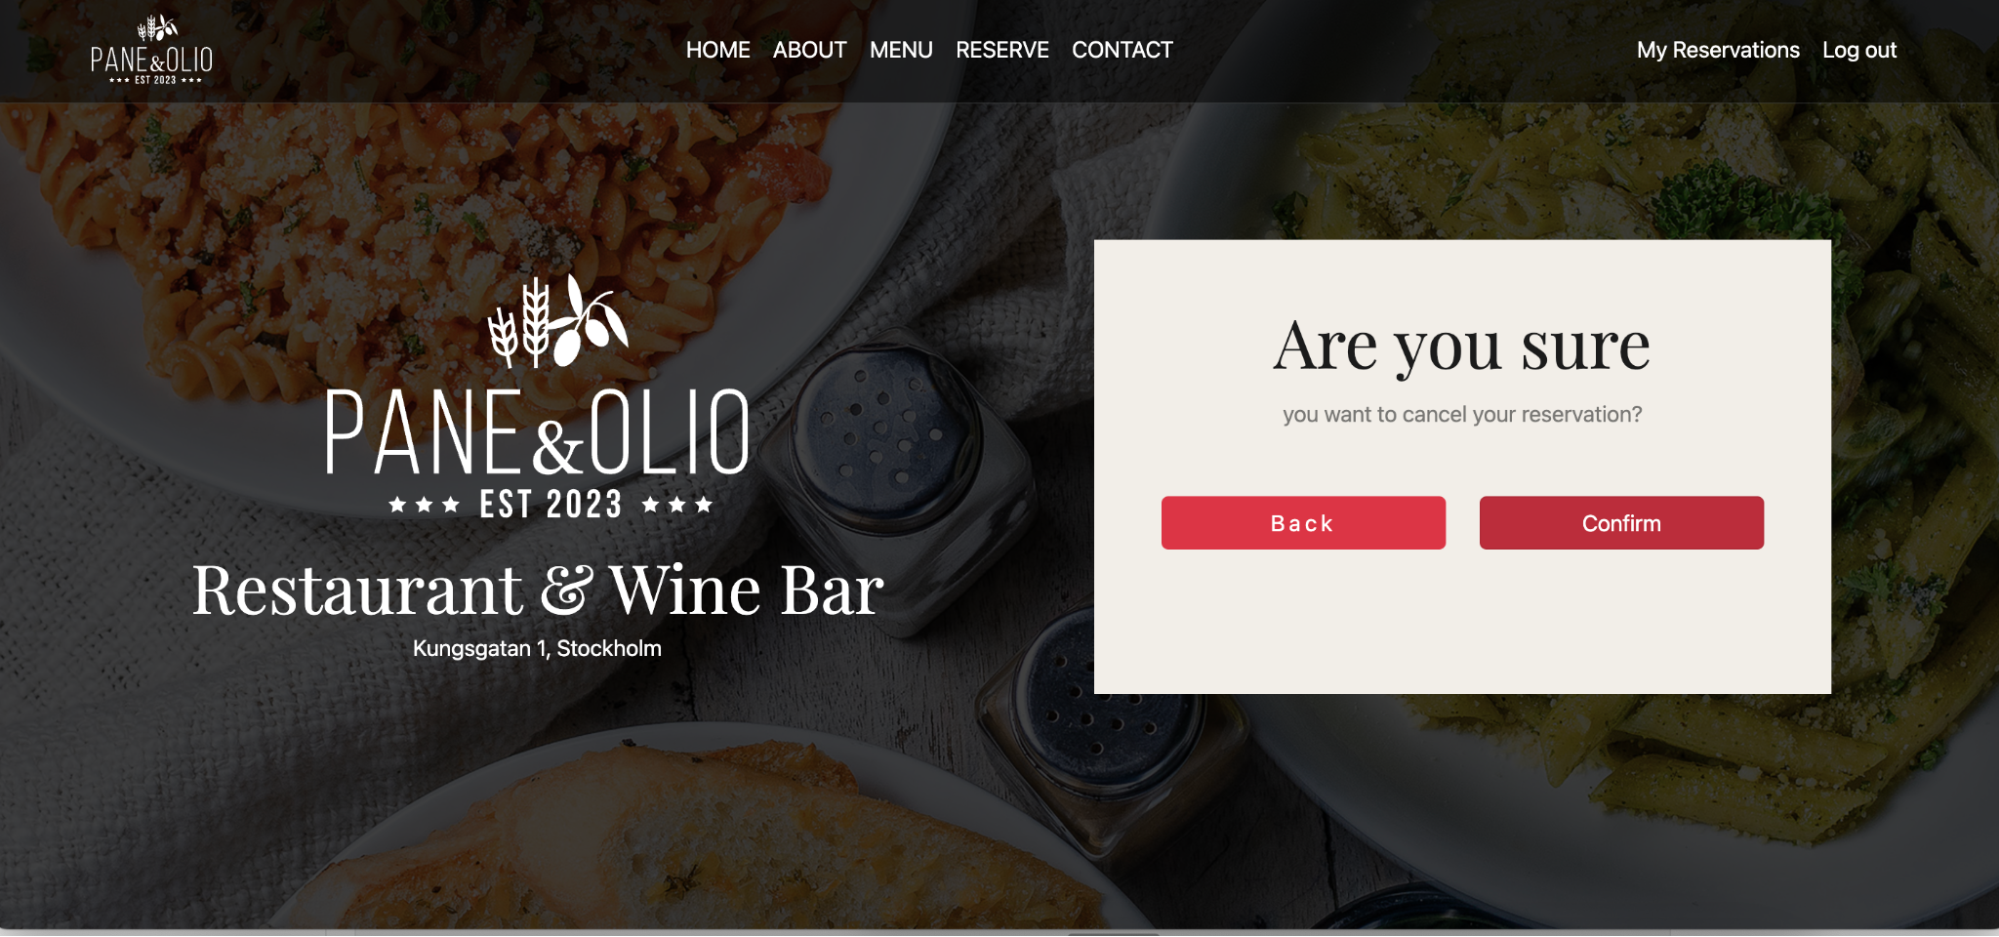 PANE&OLIO
★★★ EST 2023 ★★★
HOME ABOUT MENU RESERVE CONTACT
My Reservations Log out
PANE&OLIO
★★★ EST 2023 ★★★
Restaurant & Wine Bar
Kungsgatan 1, Stockholm
Are you sure
you want to cancel your reservation?
Back
Confirm